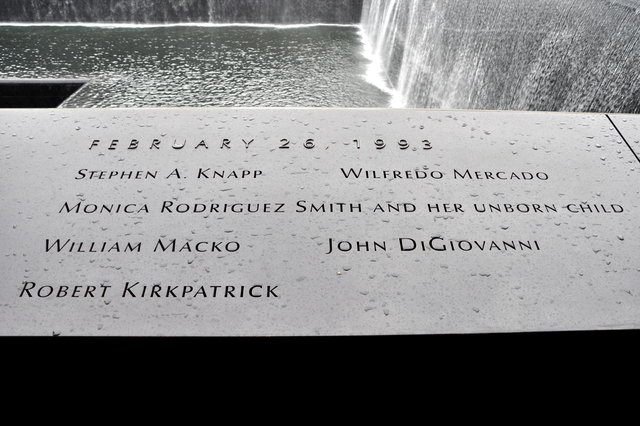 FEBRUARY 26, 1993
STEPHEN A. KNAPP WILFREDO MERCADO
MONICA RODRIGUEZ SMITH AND HER UNBORN CHILD
WILLIAM MACKO JOHN DIGIOVANNI
ROBERT KIRKPATRICK